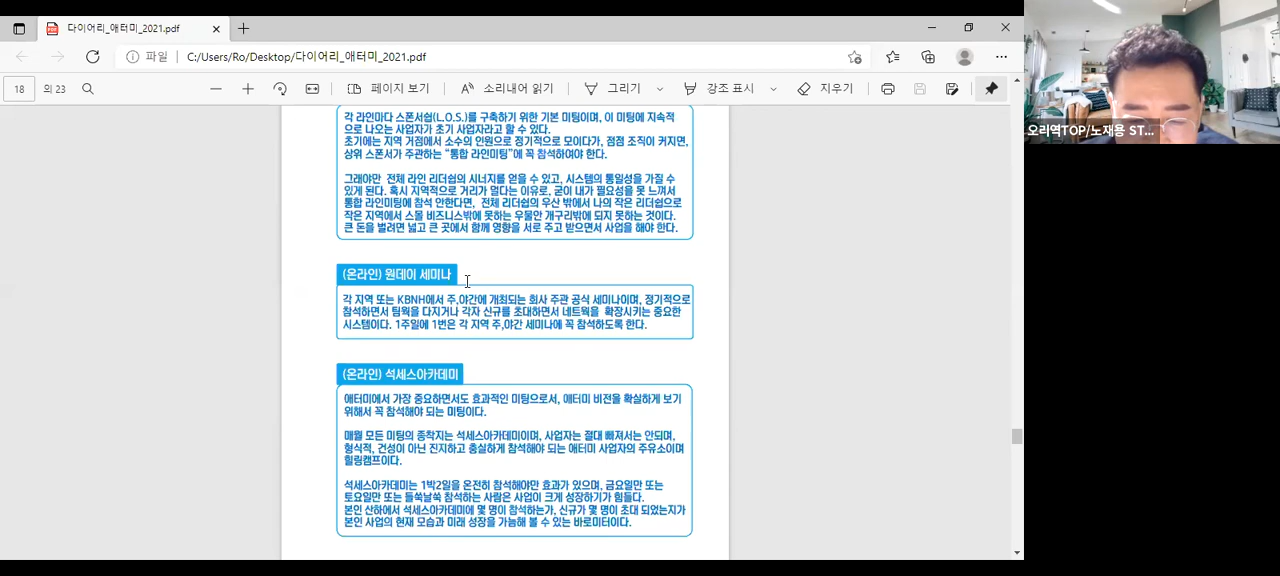 다이어리_애터미_2021.pdf
파일 C:/Users/Ro/Desktop/다이어리_애터미_2021.pdf
18 의 23 페이지 보기 소리내어 읽기 그리기 강조 표시 지우기
각 라인마다 스폰서쉽(L.O.S.)를 구축하기 위한 기본 미팅이며, 이 미팅에 지속적
으로 나오는 사업자가 초기 사업자라고 할 수 있다.
초기에는 지역 거점에서 소수의 인원으로 정기적으로 모이다가, 점점 조직이 커지면,
상위 스폰서가 주관하는 "통합 라인미팅"에 꼭 참석하여야 한다.
그래야만 전체 라인 리더쉽의 시너지를 얻을 수 있고, 시스템의 통일성을 가질 수
있게 된다. 혹시 지역적으로 거리가 멀다는 이유로, 굳이 내가 필요성을 못 느껴서
통합 라인미팅에 참석 안한다면, 전체 리더쉽의 우산 밖에서 나의 작은 리더쉽으로
작은 지역에서 스몰 비즈니스밖에 못하는 우물안 개구리밖에 되지 못하는 것이다.
큰 돈을 벌려면 넓고 큰 곳에서 함께 영향을 서로 주고 받으면서 사업을 해야 한다.
(온라인) 원데이 세미나
각 지역 또는 KBNH에서 주,야간에 개최되는 회사 주관 공식 세미나이며, 정기적으로
참석하면서 팀웍을 다지거나 각자 신규를 초대하면서 네트웍을 확장시키는 중요한
시스템이다. 1주일에 1번은 각 지역 주,야간 세미나에 꼭 참석하도록 한다.
(온라인) 석세스아카데미
애터미에서 가장 중요하면서도 효과적인 미팅으로서, 애터미 비전을 확실하게 보기
위해서 꼭 참석해야 되는 미팅이다.
매월 모든 미팅의 종착지는 석세스아카데미이며, 사업자는 절대 빠져서는 안되며,
형식적, 건성이 아닌 진지하고 충실하게 참석해야 되는 애터미 사업자의 주유소이며
힐링캠프이다.
석세스아카데미는 1박2일을 온전히 참석해야만 효과가 있으며, 금요일만 또는
토요일만 또는 들쑥날쑥 참석하는 사람은 사업이 크게 성장하기가 힘들다.
본인 산하에서 석세스아카데미에 몇 명이 참석하는가, 신규가 몇 명이 초대 되었는지가
본인 사업의 현재 모습과 미래 성장을 가늠해 볼 수 있는 바로미터이다.
오리역TOP/노재용 ST...